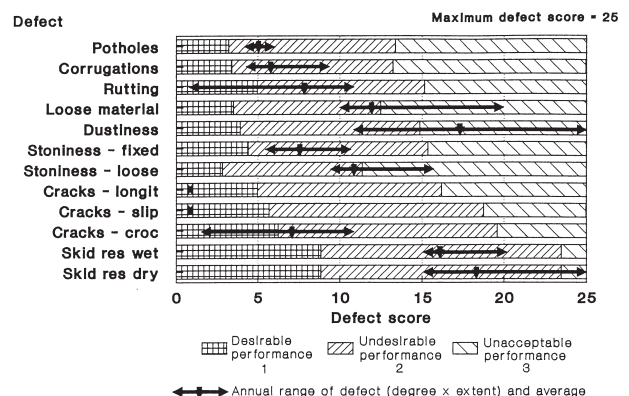 Defect
Maximum defect score = 25
Potholes
Corrugations
Rutting
Loose material
Dustiness
Stoniness - fixed
Stoniness - loose
Cracks - longit
Cracks - slip
Cracks - croc
Skid res wet
Skid res dry
0 5 10 15 20 25
Defect score
Desirable performance 1
Undesirable performance 2
Unacceptable performance 3
Annual range of defect (degree x extent) and average